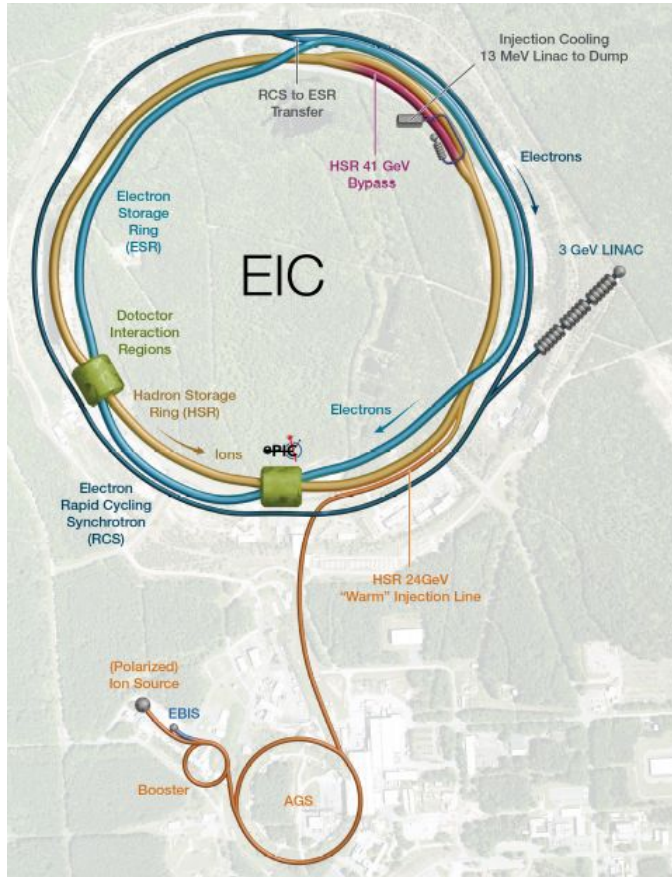 Injection Cooling
13 MeV Linac to Dump
RCS to ESR
Transfer
HSR 41 GeV
Bypass
Electrons
Electron
Storage
Ring
(ESR)
3 GeV LINAC
EIC
Dotoctor
Interaction
Regions
Hadron Storage
Ring (HSR)
Ions
Electrons
ePIC
Electron
Rapid Cycling
Synchrotron
(RCS)
HSR 24GeV
“Warm” Injection Line
(Polarized)
Ion Source
EBIS
Booster
AGS